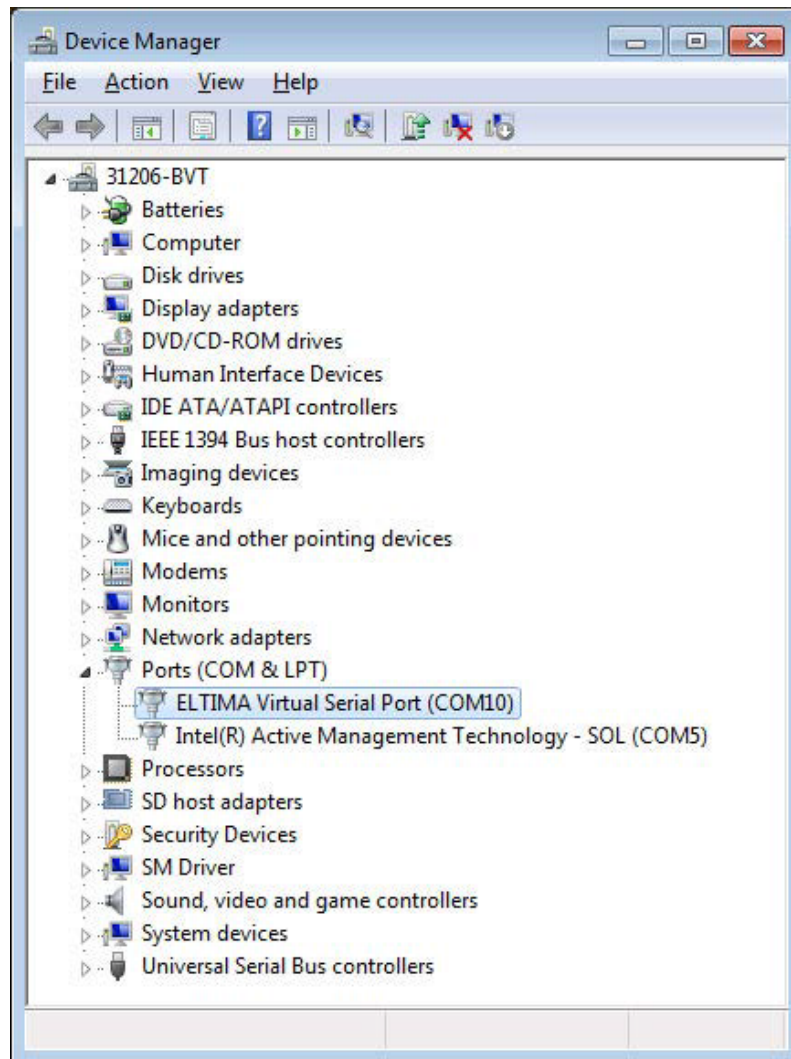 Device Manager
File Action View Help
31206-BVT
Batteries
Computer
Disk drives
Display adapters
DVD/CD-ROM drives
Human Interface Devices
IDE ATA/ATAPI controllers
IEEE 1394 Bus host controllers
Imaging devices
Keyboards
Mice and other pointing devices
Modems
Monitors
Network adapters
Ports (COM & LPT)
ELTIMA Virtual Serial Port (COM10)
Intel(R) Active Management Technology - SOL (COM5)
Processors
SD host adapters
Security Devices
SM Driver
Sound, video and game controllers
System devices
Universal Serial Bus controllers